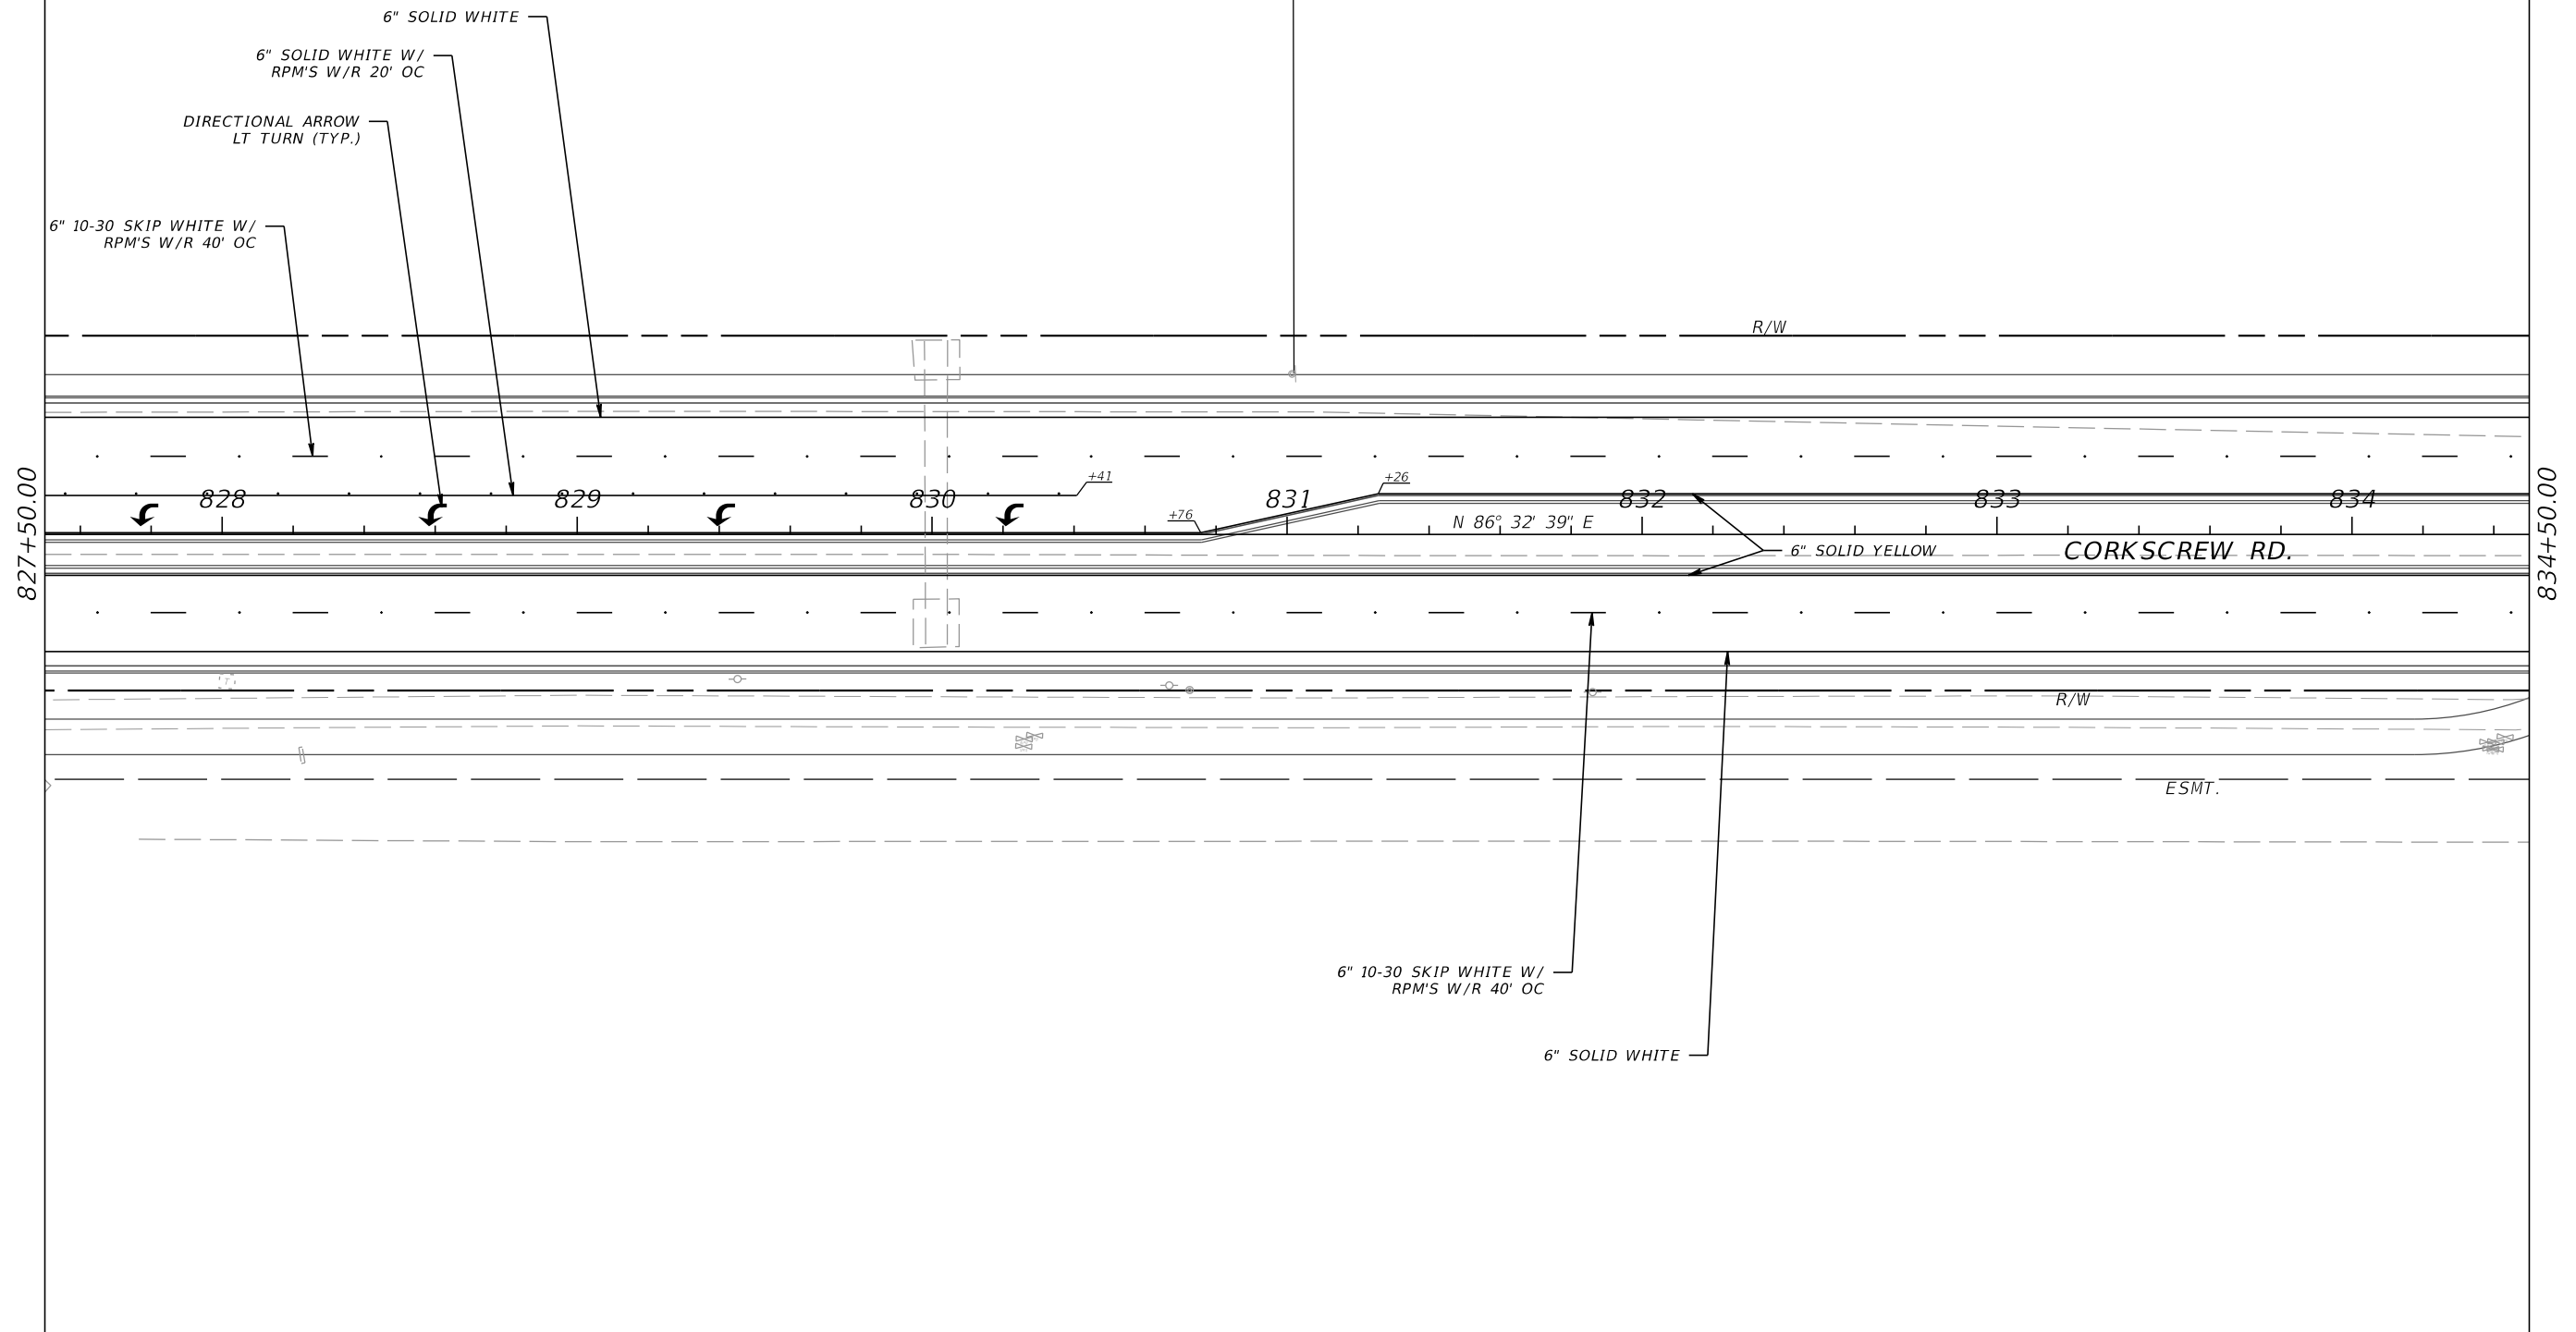 6" SOLID WHITE
6" SOLID WHITE W/
RPM'S W/R 20' OC
DIRECTIONAL ARROW
LT TURN (TYP.)
6" 10-30 SKIP WHITE W/
RPM'S W/R 40' OC
R/W
827+50.00
828
829
830
+41
+76
831
+26
832
833
834
834+50.00
N 86° 32' 39" E
6" SOLID YELLOW
CORKSCREW RD.
R/W
ESMT.
6" 10-30 SKIP WHITE W/
RPM'S W/R 40' OC
6" SOLID WHITE